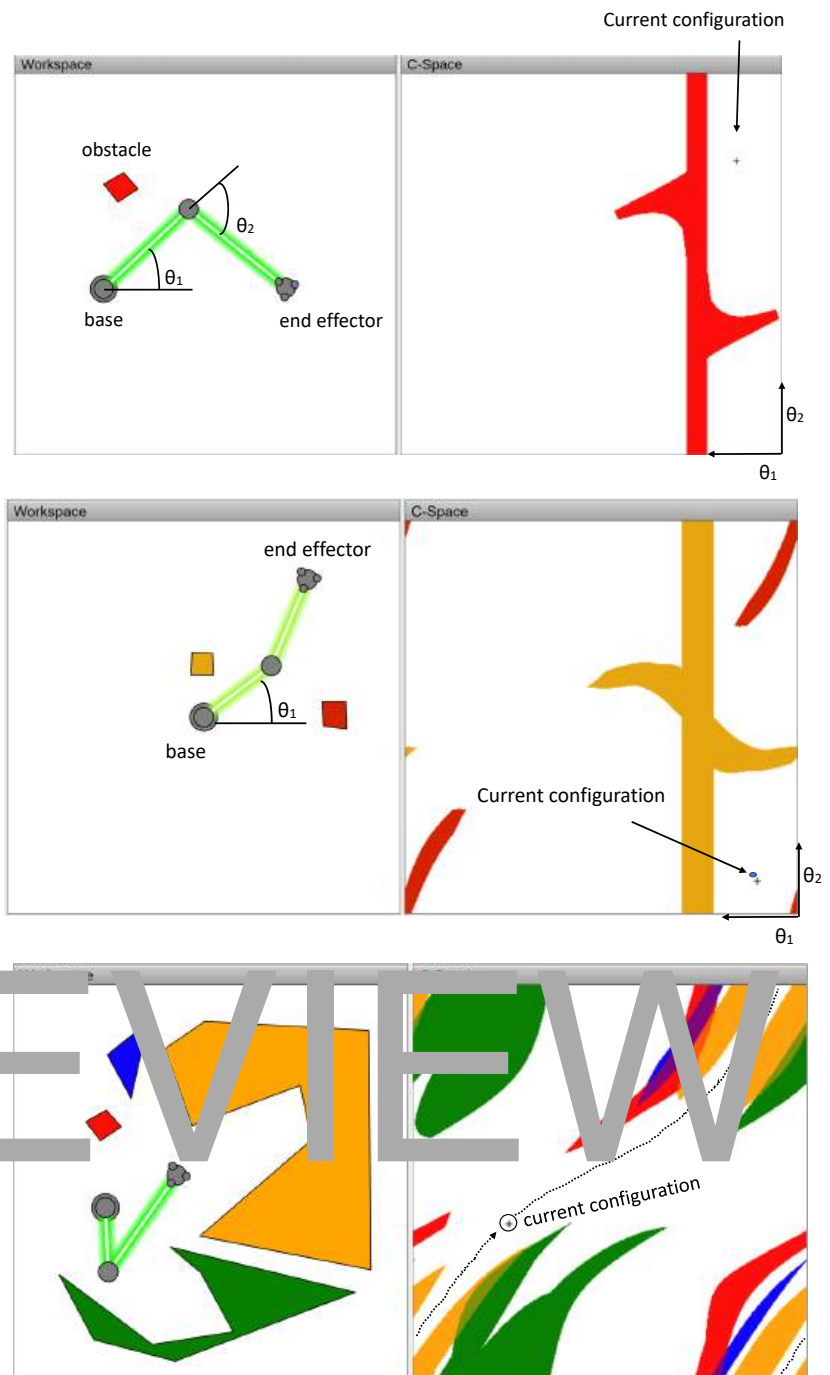 Current configuration
Workspace
C-Space
obstacle
θ2
θ1
base
end effector
θ2
θ1
Workspace
C-Space
end effector
θ1
base
Current configuration
θ2
θ1
EVIEW
current configuration